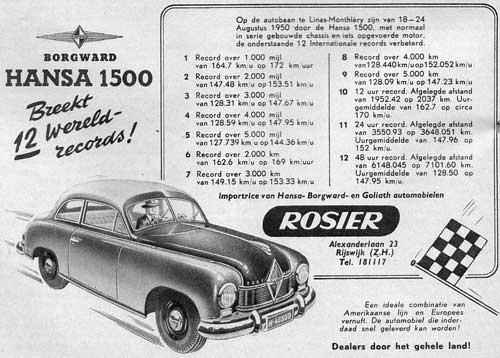 BORGWARD
HANSA 1500
Breekt
12 Wereld-
records!
Op de autobaan te Linas-Monthléry zijn van 18—24
Augustus 1950 door de Hansa 1500, met normaal
in serie gebouwde chassis en iets opgevoerde motor,
de onderstaande 12 Internationale records verbeterd.
1 Record over 1.000 mijl
van 164.7 km/u op 172 km uur
2 Record over 2.000 mijl
van 147.48 km/u op 153.51 km/u
3 Record over 3.000 mijl
van 128.31 km/u op 147.67 km/u
4 Record over 4.000 mijl
van 128.59 km/u op 147.95 km/u
5 Record over 5.000 mijl
van 127.739 km/u op 144.36 km/u
6 Record over 2.000 km
van 162.6 op 169 km/uur
7 Record over 3.000 km
van 149.15 km/u op 153.33 km/u
8 Record over 4.000 km
van 128.440 km/u op 152.052 km/u
9 Record over 5.000 km
van 128.09 km/u op 147.23 km/u
10 12 uur record. Afgelegde afstand
van 1952.42 op 2037 km. Uur-
gemiddelde van 162.7 op circa
170 km/u.
11 24 uur record. Afgelegde afstand
van 3550.93 op 3648.051 km.
Uurgemiddelde van 147.96 op
152 km/u.
12 48 uur record. Afgelegde afstand
van 6148.045 op 7101.60 km.
Uurgemiddelde van 128.50 op
147.95 km/u.
Importrice van Hansa- Borgward- en Goliath automobielen
ROSIER
Alexanderlaan 23
Rijswijk (Z.H.)
Tel. 181117
Een ideale combinatie van
Amerikaanse lijn en Europees
vernuft. De automobiel die inder-
daad snel geleverd kan worden!
Dealers door het gehele land!